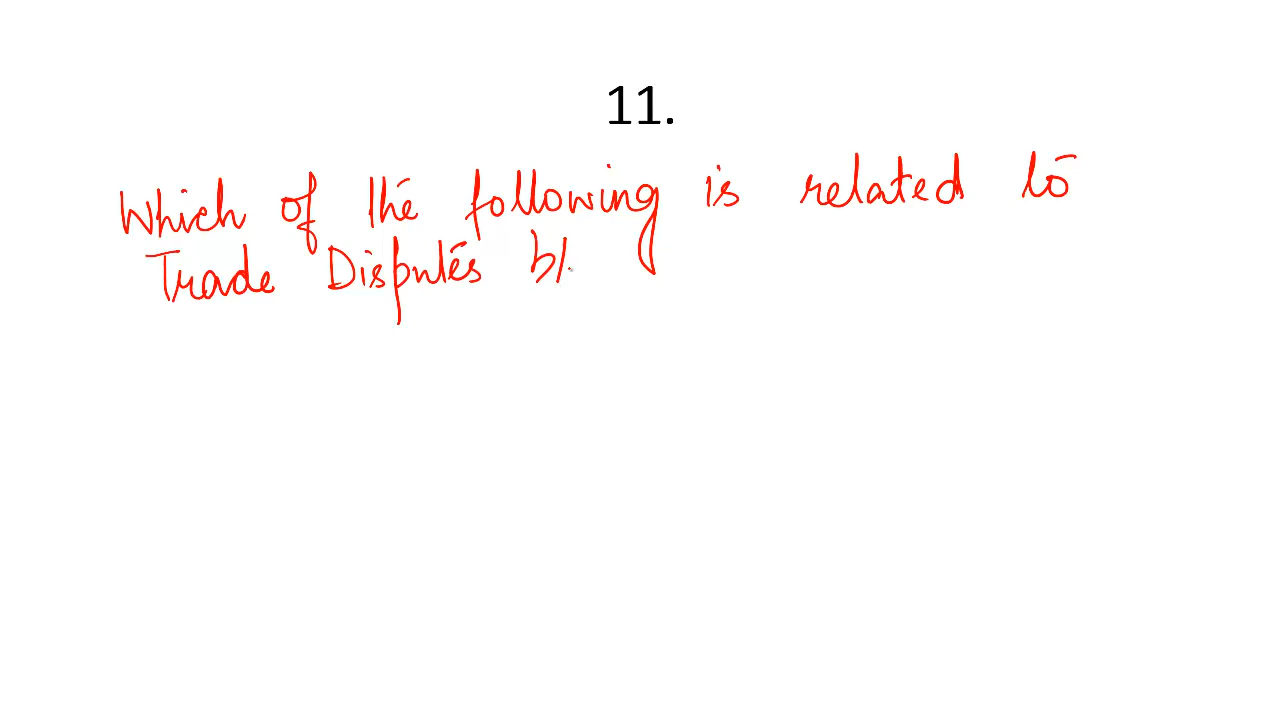 11.
Which of the following is related to
Trade Disputes b/